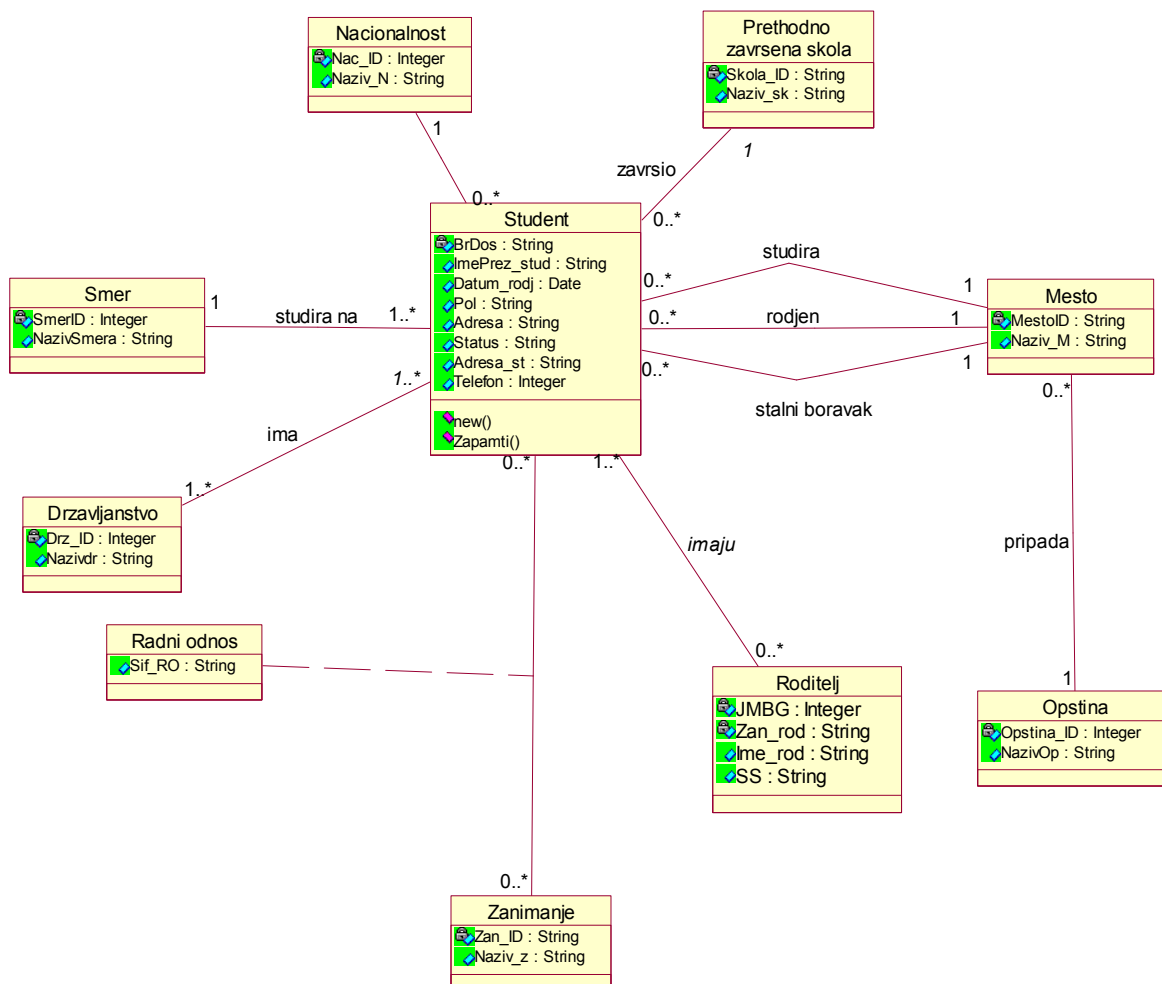 Nacionalnost
Nac_ID : Integer
Naziv_N : String
Prethodno
zavrsena skola
Skola_ID : String
Naziv_sk : String
1
1
zavrsio
0..*
0..*
Student
BrDos : String
ImePrez_stud : String
Datum_rodj : Date
Pol : String
Adresa : String
Status : String
Adresa_st : String
Telefon : Integer
new()
Zapamti()
studira
0..*
1
Smer
SmerID : Integer
NazivSmera : String
1
studira na
1..*
0..*
rodjen
1
Mesto
MestoID : String
Naziv_M : String
0..*
1
stalni boravak
0..*
1..*
ima
1..*
0..*
1..*
Drzavljanstvo
Drz_ID : Integer
Nazivdr : String
imaju
pripada
Radni odnos
Sif_RO : String
0..*
Roditelj
JMBG : Integer
Zan_rod : String
Ime_rod : String
SS : String
1
Opstina
Opstina_ID : Integer
NazivOp : String
0..*
Zanimanje
Zan_ID : String
Naziv_z : String